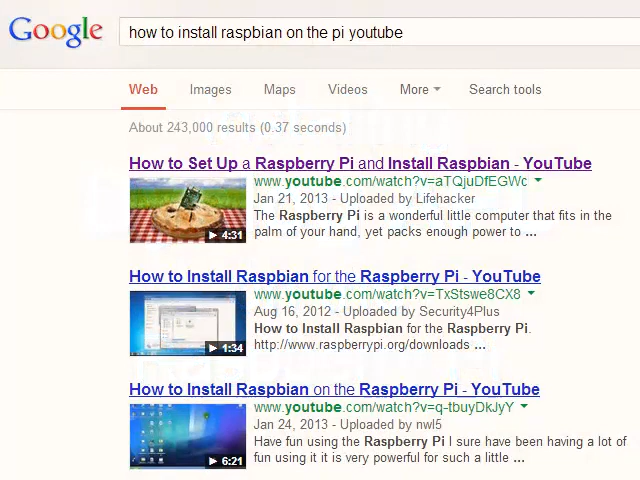 Google
how to install raspbian on the pi youtube
Web Images Maps Videos More Search tools
About 243,000 results (0.37 seconds)
How to Set Up a Raspberry Pi and Install Raspbian - YouTube
www.youtube.com/watch?v=aTQjuDfEGWc
Jan 21, 2013 - Uploaded by Lifehacker
The Raspberry Pi is a wonderful little computer that fits in the
palm of your hand, yet packs enough power to ...
4:31
How to Install Raspbian for the Raspberry Pi - YouTube
www.youtube.com/watch?v=TxStswe8CX8
Aug 16, 2012 - Uploaded by Security4Plus
How to Install Raspbian for the Raspberry Pi.
http://www.raspberrypi.org/downloads ...
1:34
How to Install Raspbian on the Raspberry Pi - YouTube
www.youtube.com/watch?v=q-tbuyDkJyY
Jan 24, 2013 - Uploaded by nwl5
Have fun using the Raspberry Pi I sure have been having a lot of
fun using it it is very powerful for such a little ...
6:21